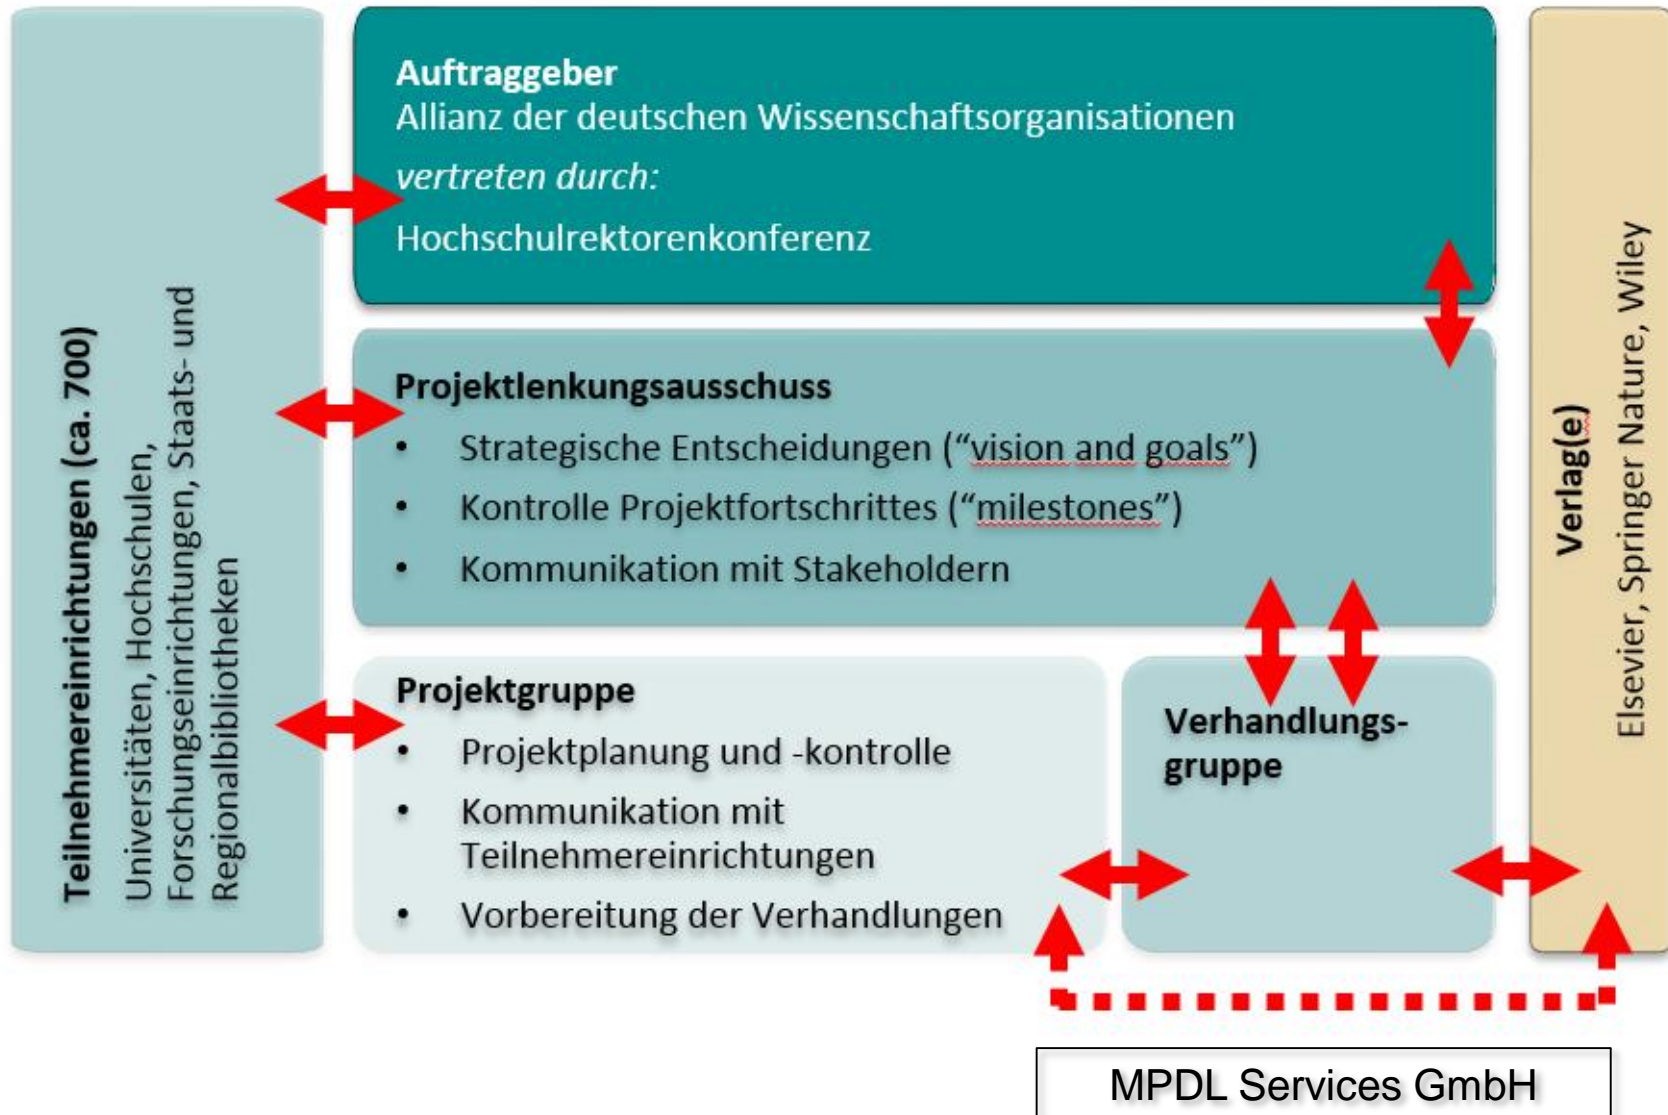 Teilnehmereinrichtungen (ca. 700)
Universitäten, Hochschulen,
Forschungseinrichtungen, Staats- und
Regionalbibliotheken
Auftraggeber
Allianz der deutschen Wissenschaftsorganisationen
vertreten durch:
Hochschulrektorenkonferenz
Projektlenkungsausschuss
• Strategische Entscheidungen (“vision and goals”)
• Kontrolle Projektfortschrittes (“milestones”)
• Kommunikation mit Stakeholdern
Projektgruppe
• Projektplanung und -kontrolle
• Kommunikation mit
Teilnehmereinrichtungen
• Vorbereitung der Verhandlungen
Verhandlungs-
gruppe
Verlag(e)
Elsevier, Springer Nature, Wiley
MPDL Services GmbH